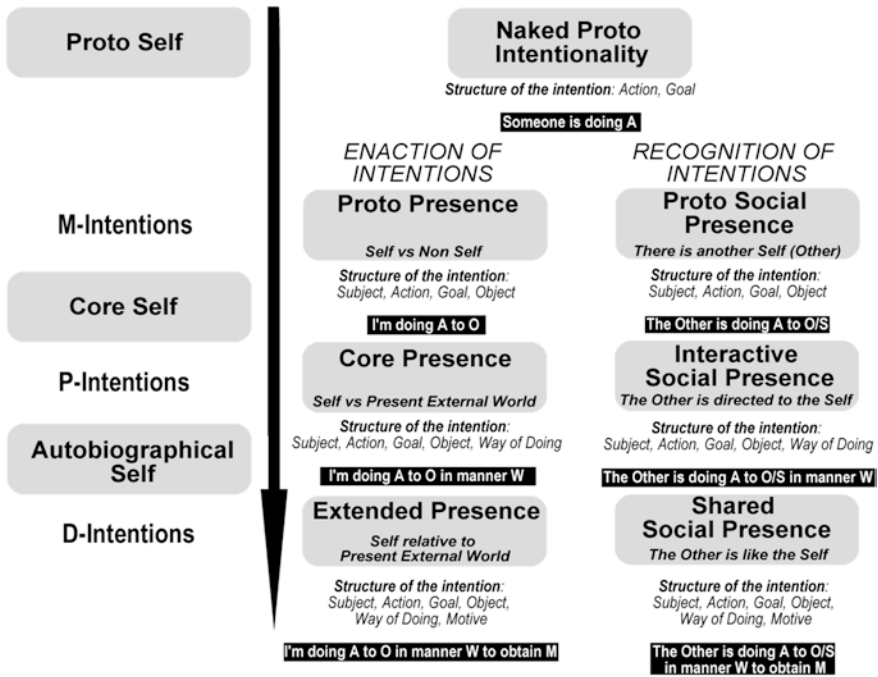 Proto Self
Naked Proto
Intentionality
Structure of the intention: Action, Goal
Someone is doing A
ENACTION OF
INTENTIONS
RECOGNITION OF
INTENTIONS
M-Intentions
Proto Presence
Self vs Non Self
Structure of the intention:
Subject, Action, Goal, Object
I'm doing A to O
Proto Social
Presence
There is another Self (Other)
Structure of the intention:
Subject, Action, Goal, Object
The Other is doing A to O/S
Core Self
P-Intentions
Core Presence
Self vs Present External World
Structure of the intention:
Subject, Action, Goal, Object, Way of Doing
I'm doing A to O in manner W
Interactive
Social Presence
The Other is directed to the Self
Structure of the intention:
Subject, Action, Goal, Object, Way of Doing
The Other is doing A to O/S in manner W
Autobiographical
Self
D-Intentions
Extended Presence
Self relative to
Present External World
Structure of the intention:
Subject, Action, Goal, Object,
Way of Doing, Motive
I'm doing A to O in manner W to obtain M
Shared
Social Presence
The Other is like the Self
Structure of the intention:
Subject, Action, Goal, Object,
Way of Doing, Motive
The Other is doing A to O/S
in manner W to obtain M